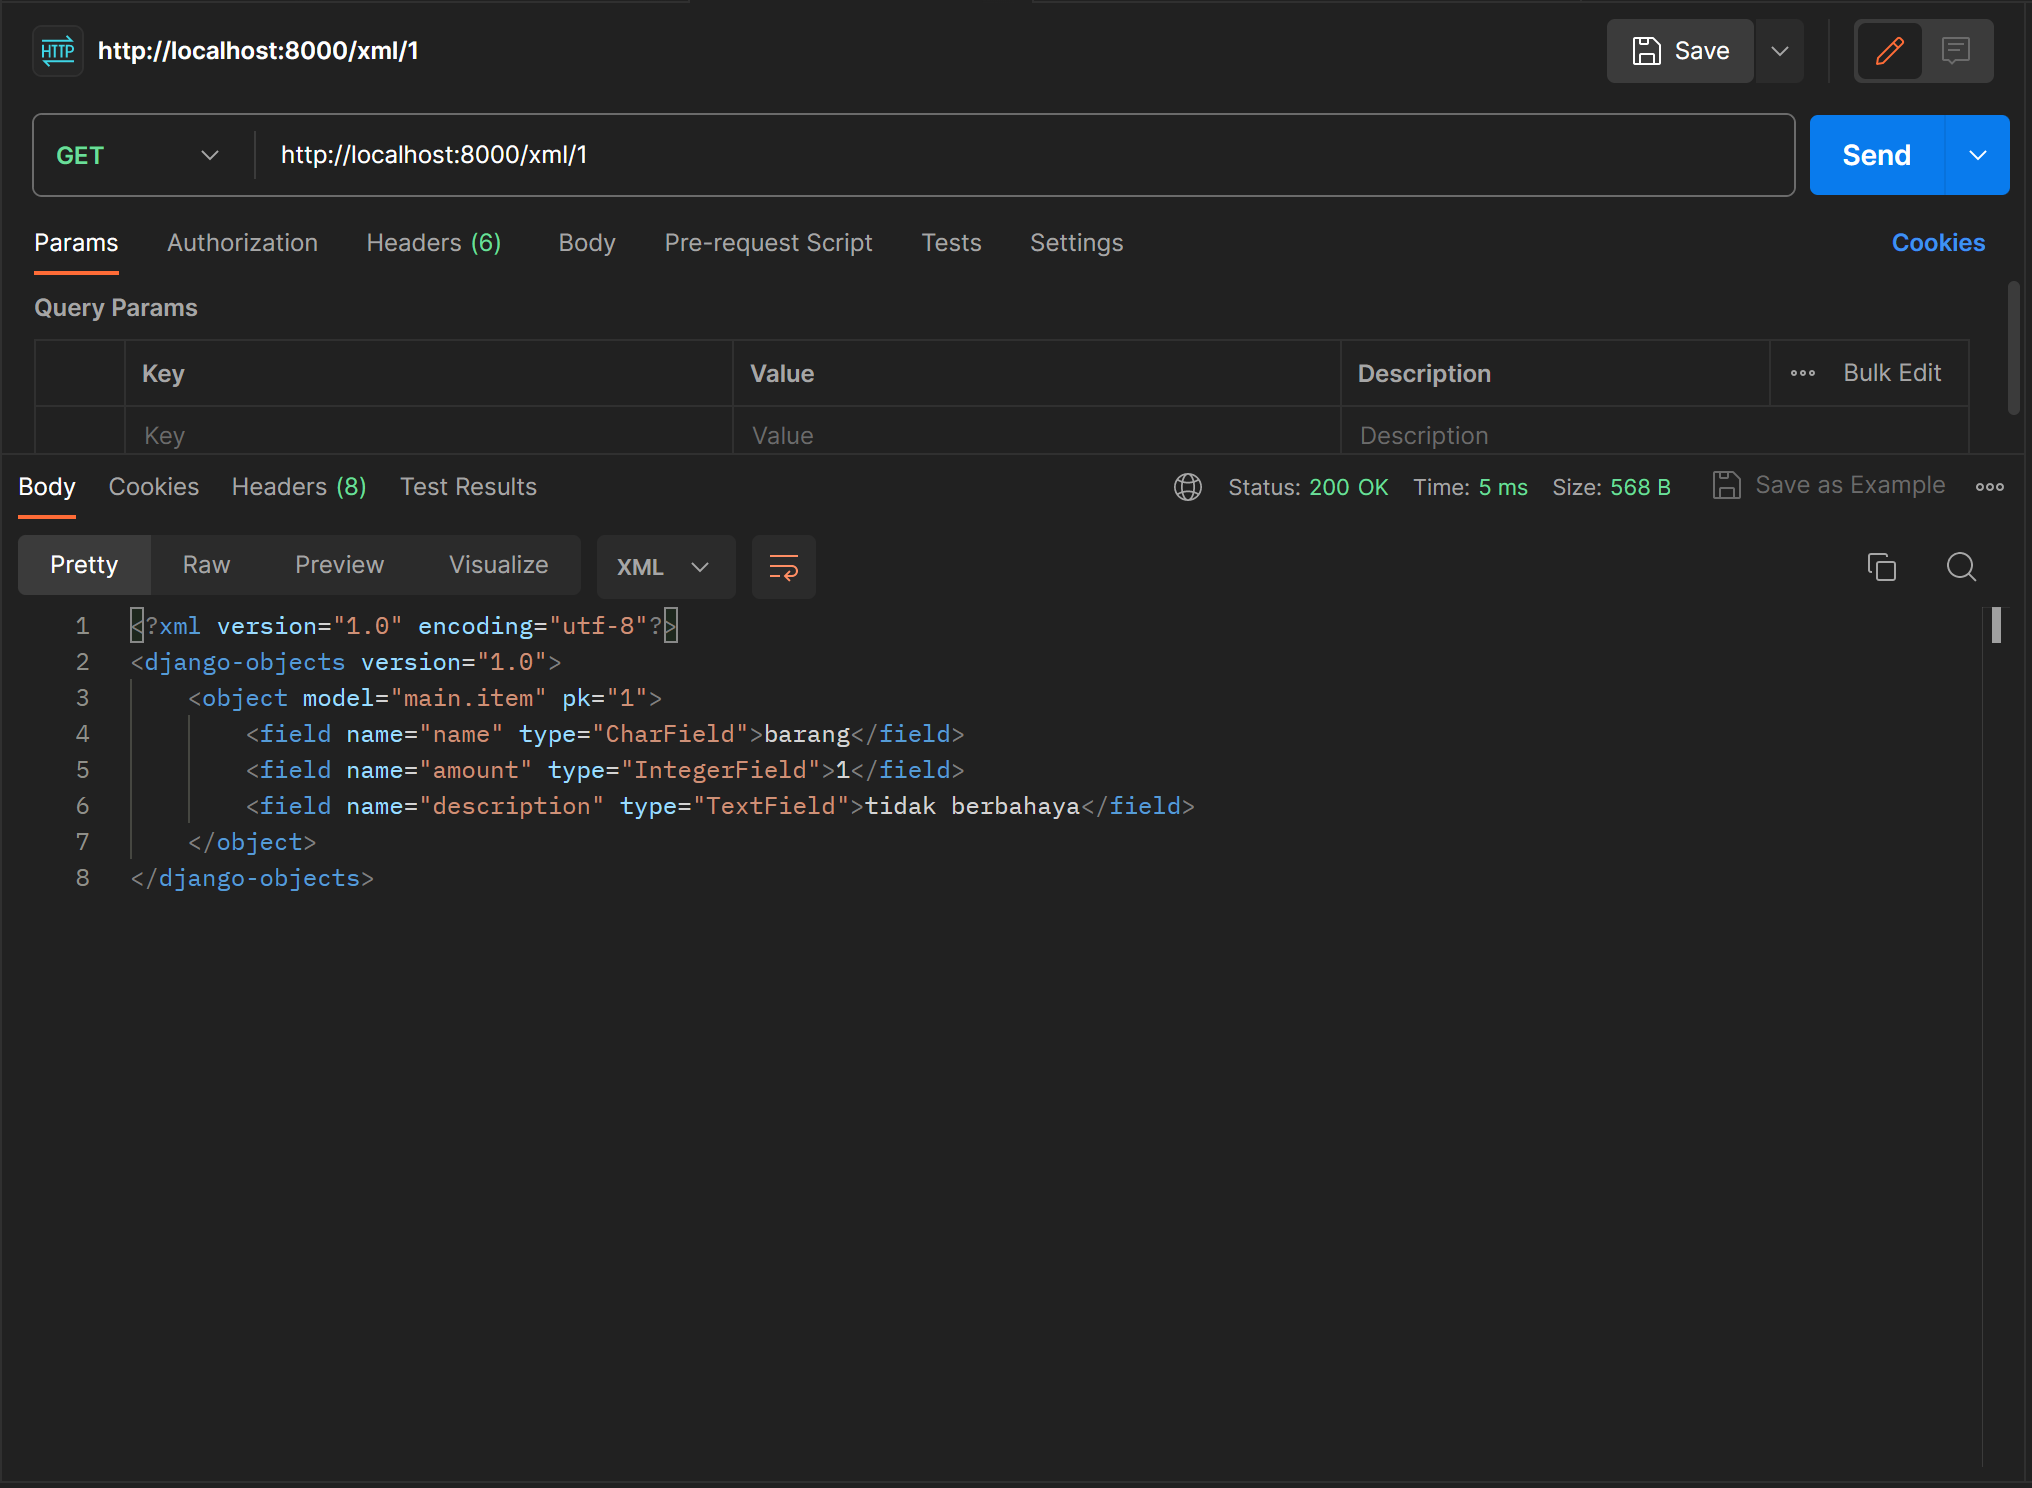 HTTP http://localhost:8000/xml/1 Save
GET http://localhost:8000/xml/1 Send
Params Authorization Headers (6) Body Pre-request Script Tests Settings Cookies
Query Params
Key Value Description Bulk Edit
Key Value Description
Body Cookies Headers (8) Test Results Status: 200 OK Time: 5 ms Size: 568 B Save as Example
Pretty Raw Preview Visualize XML
1 <?xml version="1.0" encoding="utf-8"?>
2 <django-objects version="1.0">
3 <object model="main.item" pk="1">
4 <field name="name" type="CharField">barang</field>
5 <field name="amount" type="IntegerField">1</field>
6 <field name="description" type="TextField">tidak berbahaya</field>
7 </object>
8 </django-objects>